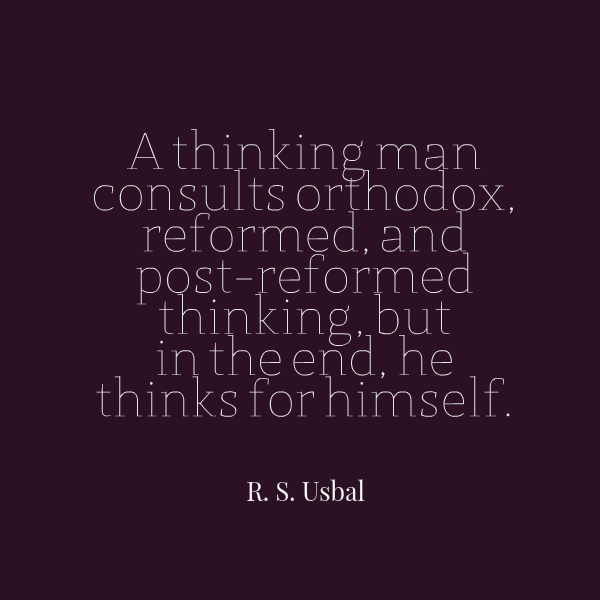 A thinking man
consults orthodox,
reformed, and
post-reformed
thinking, but
in the end, he
thinks for himself.
R. S. Usbal